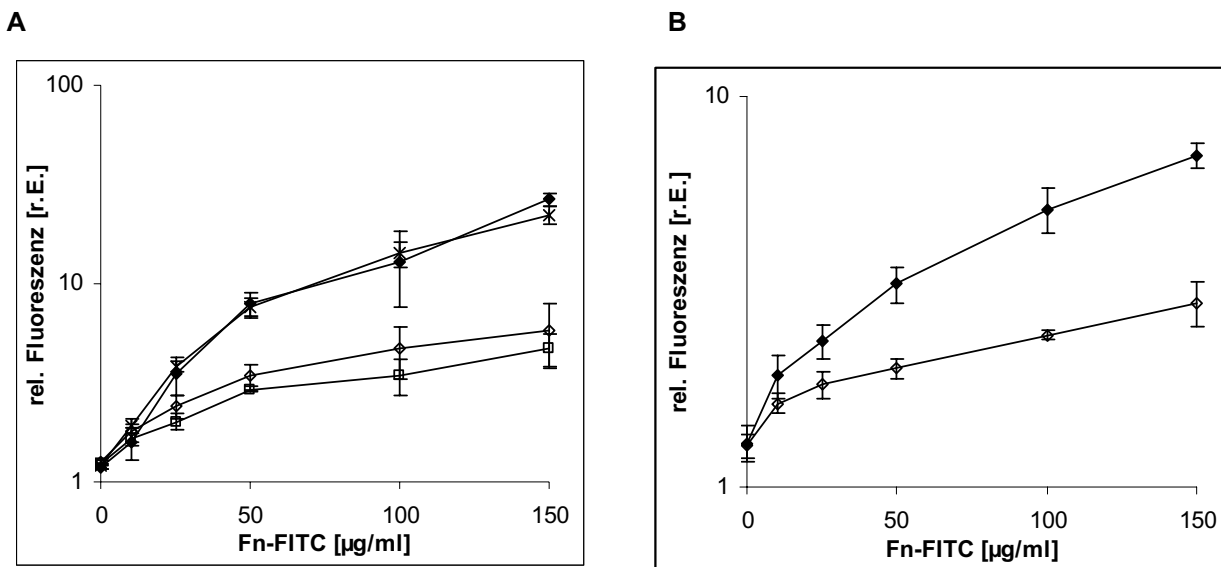 A
rel. Fluoreszenz [r.E.]
100
10
1
0 50 100 150
Fn-FITC [µg/ml]
B
rel. Fluoreszenz [r.E.]
10
1
0 50 100 150
Fn-FITC [µg/ml]